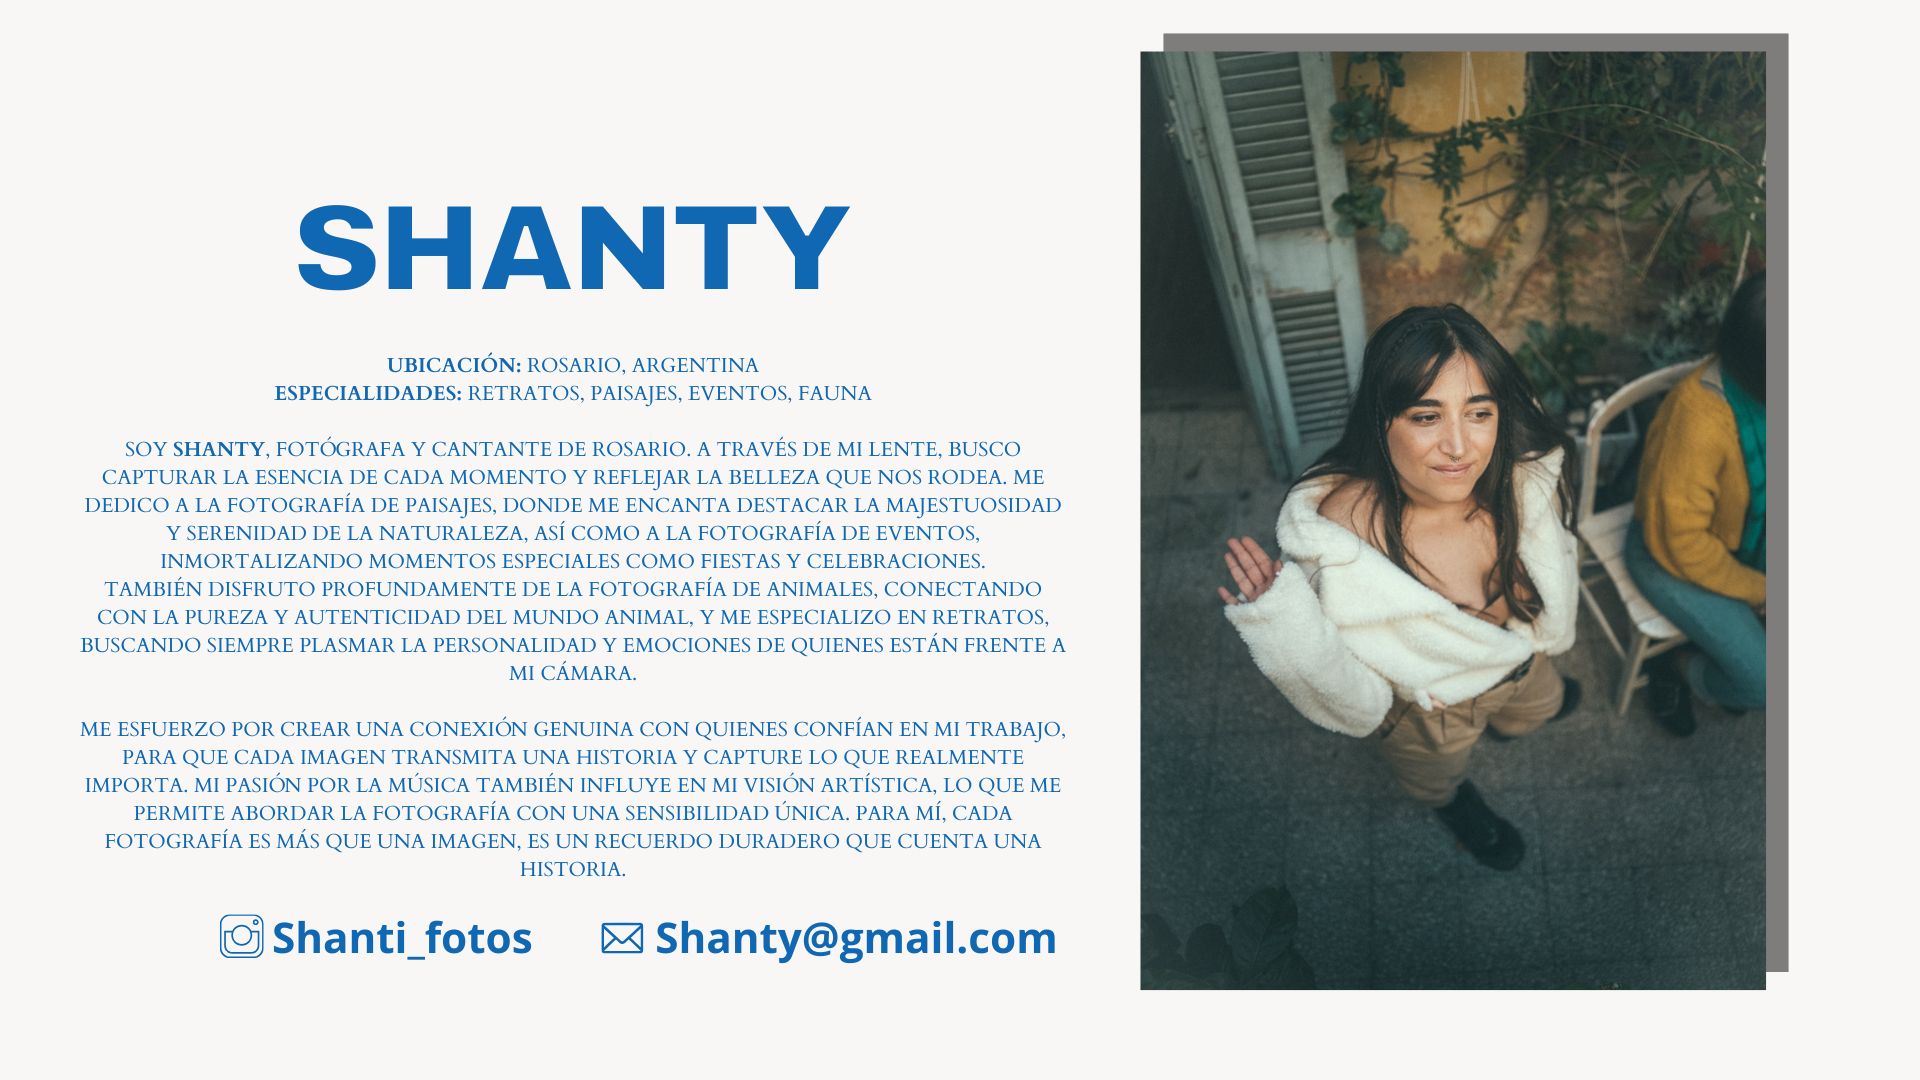 SHANTY
UBICACIÓN: ROSARIO, ARGENTINA
ESPECIALIDADES: RETRATOS, PAISAJES, EVENTOS, FAUNA
SOY SHANTY, FOTÓGRAFA Y CANTANTE DE ROSARIO. A TRAVÉS DE MI LENTE, BUSCO
CAPTURAR LA ESENCIA DE CADA MOMENTO Y REFLEJAR LA BELLEZA QUE NOS RODEA. ME
DEDICO A LA FOTOGRAFÍA DE PAISAJES, DONDE ME ENCANTA DESTACAR LA MAJESTUOSIDAD
Y SERENIDAD DE LA NATURALEZA, ASÍ COMO A LA FOTOGRAFÍA DE EVENTOS,
INMORTALIZANDO MOMENTOS ESPECIALES COMO FIESTAS Y CELEBRACIONES.
TAMBIÉN DISFRUTO PROFUNDAMENTE DE LA FOTOGRAFÍA DE ANIMALES, CONECTANDO
CON LA PUREZA Y AUTENTICIDAD DEL MUNDO ANIMAL, Y ME ESPECIALIZO EN RETRATOS,
BUSCANDO SIEMPRE PLASMAR LA PERSONALIDAD Y EMOCIONES DE QUIENES ESTÁN FRENTE A
MI CÁMARA.
ME ESFUERZO POR CREAR UNA CONEXIÓN GENUINA CON QUIENES CONFÍAN EN MI TRABAJO,
PARA QUE CADA IMAGEN TRANSMITA UNA HISTORIA Y CAPTURE LO QUE REALMENTE
IMPORTA. MI PASIÓN POR LA MÚSICA TAMBIÉN INFLUYE EN MI VISIÓN ARTÍSTICA, LO QUE ME
PERMITE ABORDAR LA FOTOGRAFÍA CON UNA SENSIBILIDAD ÚNICA. PARA MÍ, CADA
FOTOGRAFÍA ES MÁS QUE UNA IMAGEN, ES UN RECUERDO DURADERO QUE CUENTA UNA
HISTORIA.
Shanti_fotos
Shanty@gmail.com